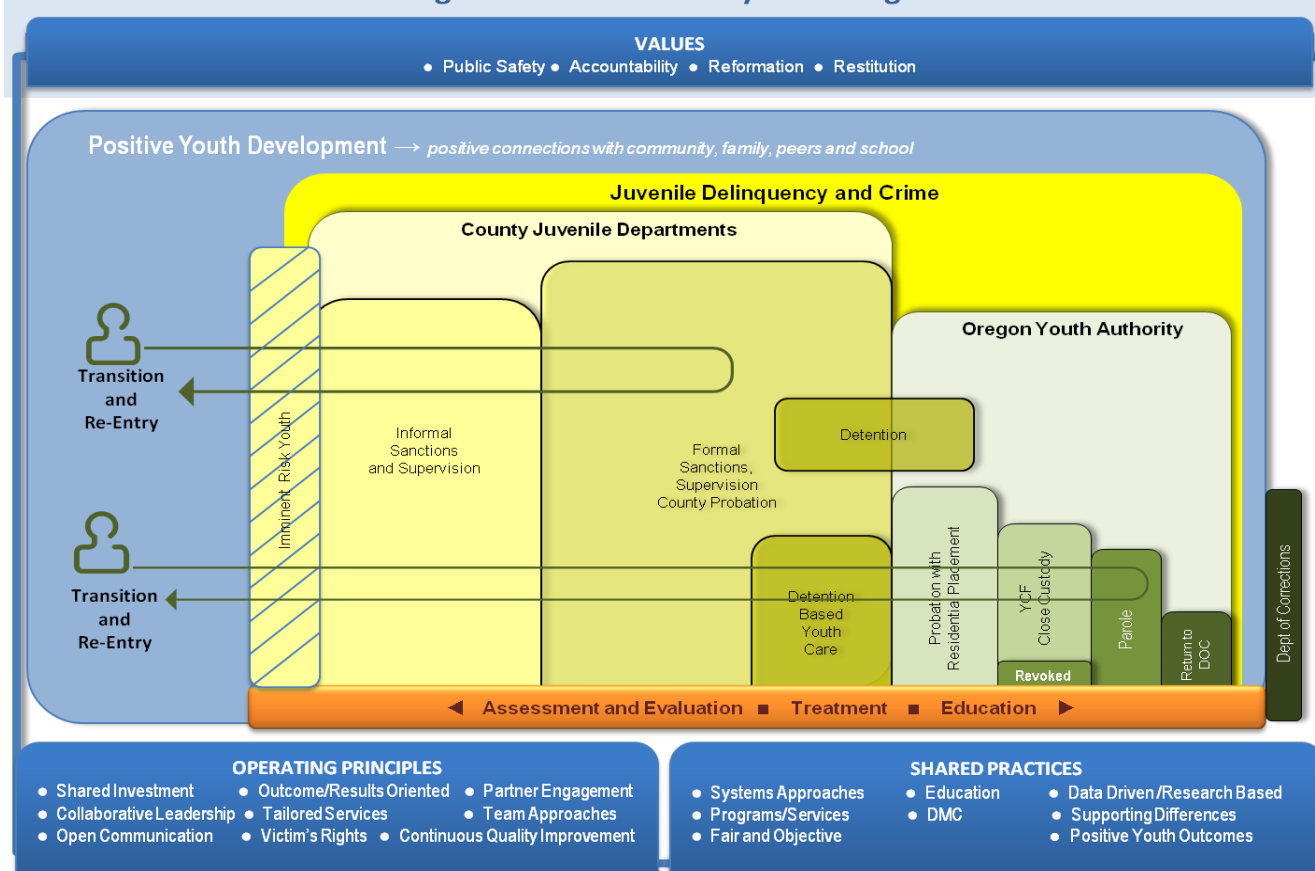 VALUES
● Public Safety ● Accountability ● Reformation ● Restitution
Positive Youth Development → positive connections with community, family, peers and school
Juvenile Delinquency and Crime
County Juvenile Departments
Oregon Youth Authority
Transition
and
Re-Entry
Imminent Risk Youth
Informal
Sanctions
and Supervision
Formal
Sanctions,
Supervision
County Probation
Detention
Transition
and
Re-Entry
Detention
Based
Youth
Care
Probation with
Residential Placement
YCF
Close Custody
Revoked
Parole
Return to
DOC
Dept of Corrections
◄ Assessment and Evaluation ■ Treatment ■ Education ►
OPERATING PRINCIPLES
● Shared Investment ● Outcome/Results Oriented ● Partner Engagement
● Collaborative Leadership ● Tailored Services ● Team Approaches
● Open Communication ● Victim's Rights ● Continuous Quality Improvement
SHARED PRACTICES
● Systems Approaches ● Education ● Data Driven /Research Based
● Programs/Services ● DMC ● Supporting Differences
● Fair and Objective ● Positive Youth Outcomes